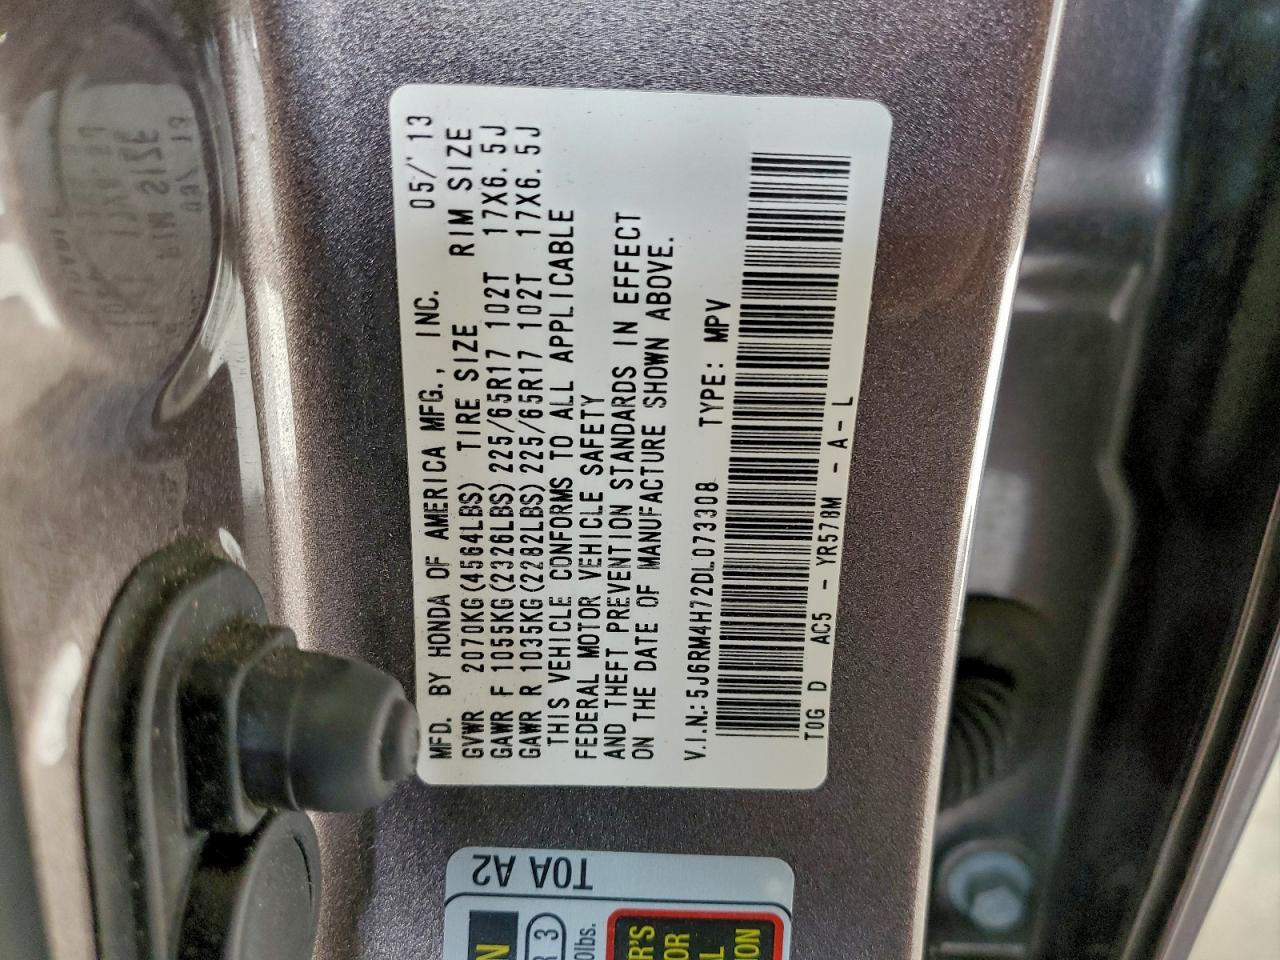 MFD. BY HONDA OF AMERICA MFG., INC. 05/'13
GVWR 2070KG(4564LBS) TIRE SIZE RIM SIZE
GAWR F 1055KG(2326LBS)225/65R17 102T 17X6.5J
GAWR R 1035KG(2282LBS)225/65R17 102T 17X6.5J
THIS VEHICLE CONFORMS TO ALL APPLICABLE
FEDERAL MOTOR VEHICLE SAFETY
AND THEFT PREVENTION STANDARDS IN EFFECT
ON THE DATE OF MANUFACTURE SHOWN ABOVE.
V.I.N.:5J6RM4H72DL073308 TYPE: MPV
T0G D AC5 - YR578M - A - L
T0A A2